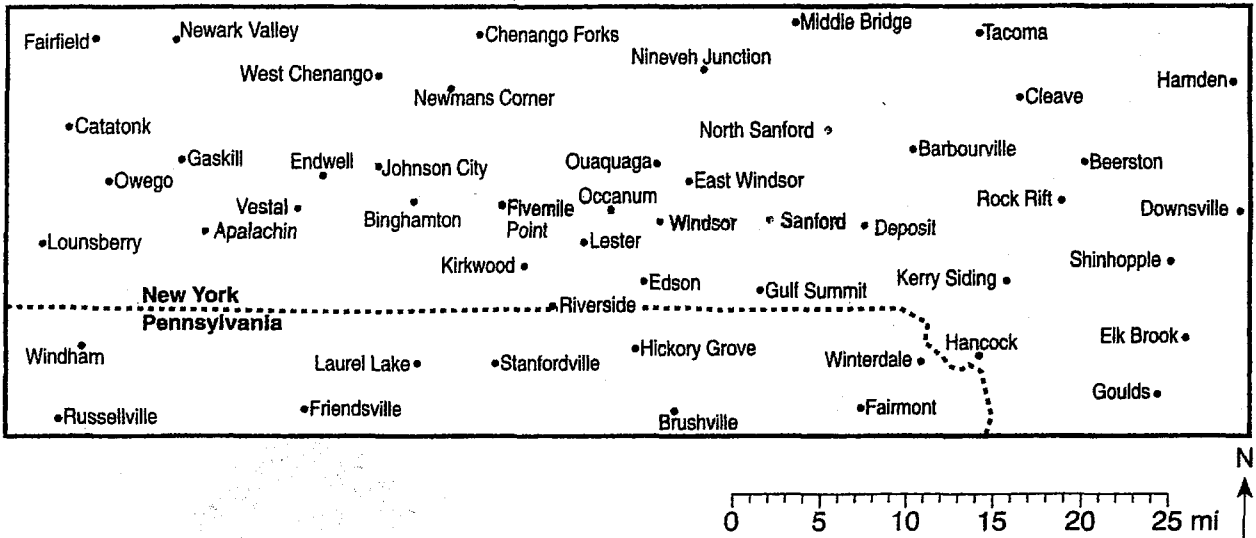 Fairfield
Newark Valley
Chenango Forks
Middle Bridge
Tacoma
Nineveh Junction
West Chenango
Newmans Corner
Hamden
Cleave
Catatonk
North Sanford
Barbourville
Gaskill
Endwell
Johnson City
Ouaquaga
Beerston
Owego
East Windsor
Occanum
Rock Rift
Vestal
Binghamton
Fivemile
Point
Windsor
Sanford
Deposit
Downsville
Apalachin
Lounsberry
Lester
Kirkwood
Shinhopple
Edson
Gulf Summit
Kerry Siding
New York
Riverside
Pennsylvania
Windham
Laurel Lake
Stanfordville
Hickory Grove
Winterdale
Hancock
Elk Brook
Goulds
Russellville
Friendsville
Brushville
Fairmont
N
0 5 10 15 20 25 mi